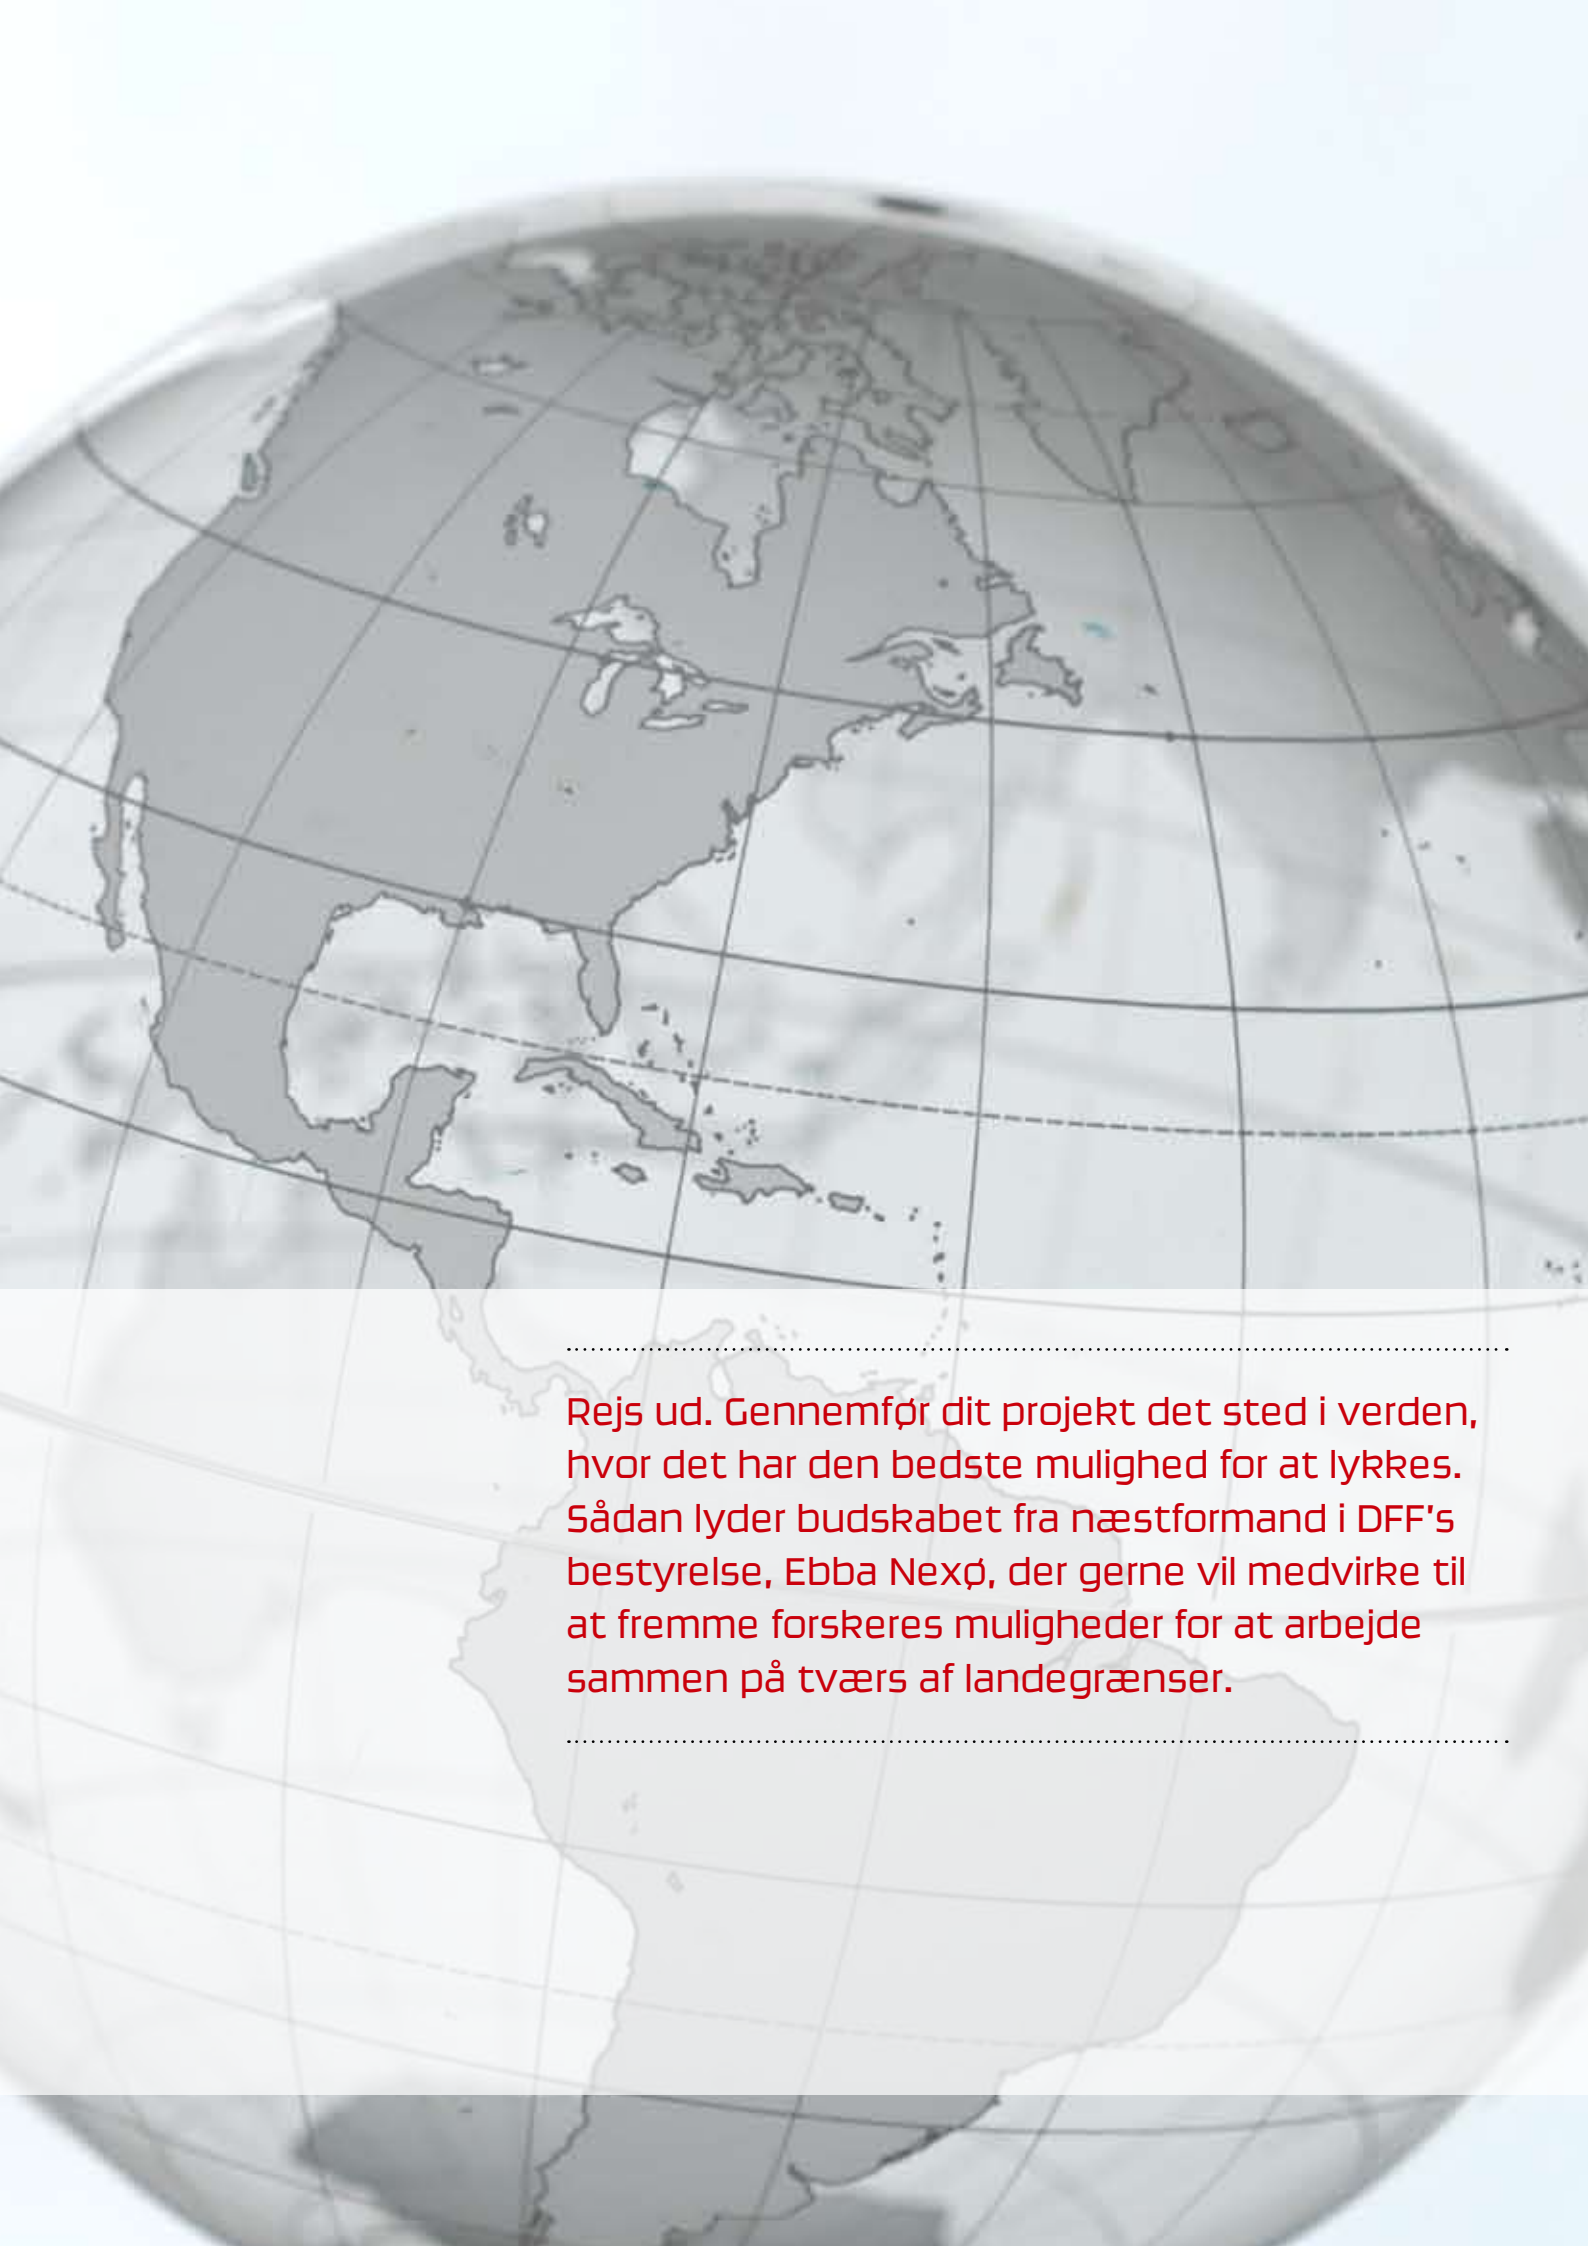 Rejs ud. Gennemfør dit projekt det sted i verden,
hvor det har den bedste mulighed for at lykkes.
Sådan lyder budskabet fra næstformand i DFF's
bestyrelse, Ebba Nexø, der gerne vil medvirke til
at fremme forskeres muligheder for at arbejde
sammen på tværs af landegrænser.